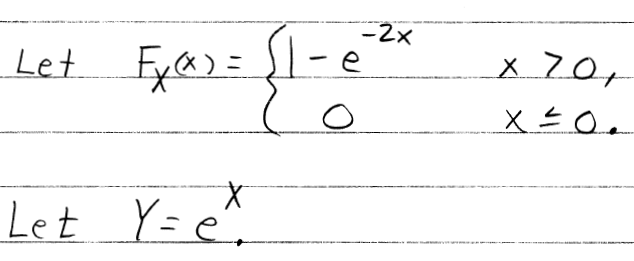 Let F_X(x) = { 1 - e^{-2x} x > 0,
0 x ≤ 0.
Let Y = e^X.